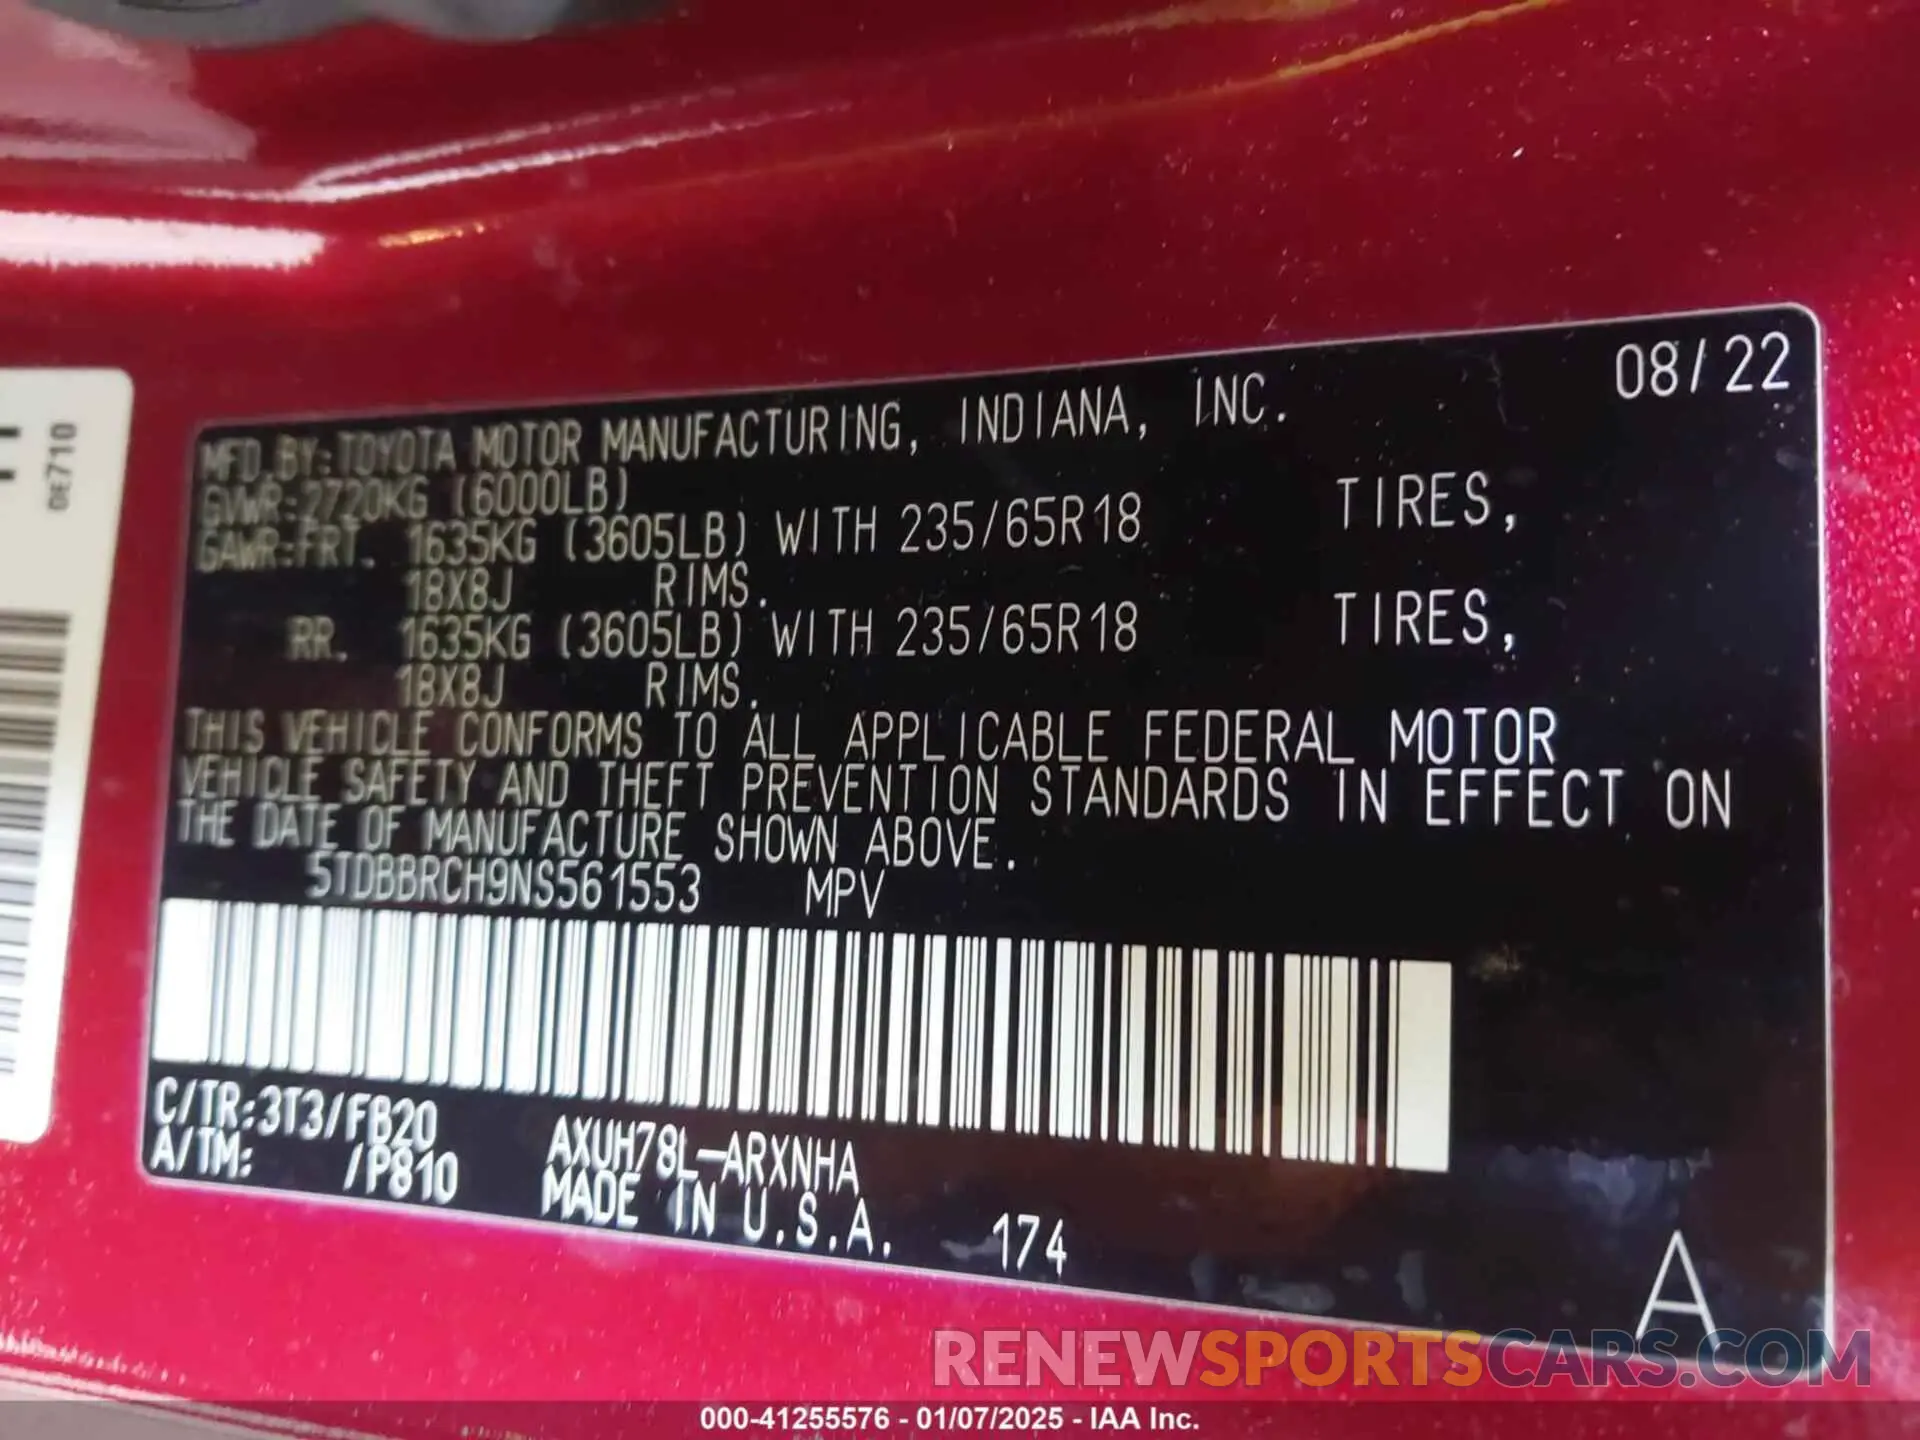 08/22
MFD.BY:TOYOTA MOTOR MANUFACTURING, INDIANA, INC.
GVWR:2720KG (6000LB)
GAWR:FRT. 1635KG (3605LB) WITH 235/65R18 TIRES,
18X8J RIMS.
RR. 1635KG (3605LB) WITH 235/65R18 TIRES,
18X8J RIMS.
THIS VEHICLE CONFORMS TO ALL APPLICABLE FEDERAL MOTOR
VEHICLE SAFETY AND THEFT PREVENTION STANDARDS IN EFFECT ON
THE DATE OF MANUFACTURE SHOWN ABOVE.
5TDBBRCH9NS561553 MPV
C/TR:3T3/FB20 AXUH78L-ARXNHA
A/TM: /P810 MADE IN U.S.A. 174
A
0E710
RENEWSPORTSCARS.COM
000-41255576 - 01/07/2025 - IAA Inc.